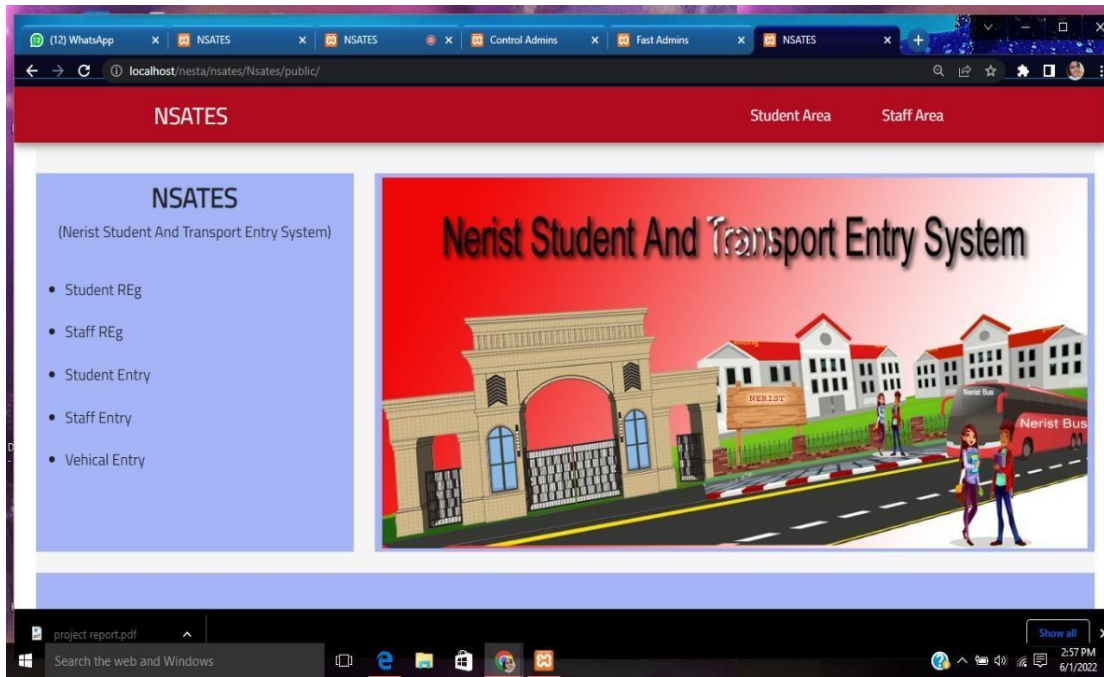 (12) WhatsApp
NSATES
NSATES
Control Admins
Fast Admins
NSATES
localhost/nesta/nsates/Nsates/public/
NSATES
Student Area
Staff Area
NSATES
(Nerist Student And Transport Entry System)
Student REg
Staff REg
Student Entry
Staff Entry
Vehical Entry
Nerist Student And Transport Entry System
NERIST
Nerist Bus
Nerist Bus
project report.pdf
Show all
Search the web and Windows
2:57 PM
6/1/2022